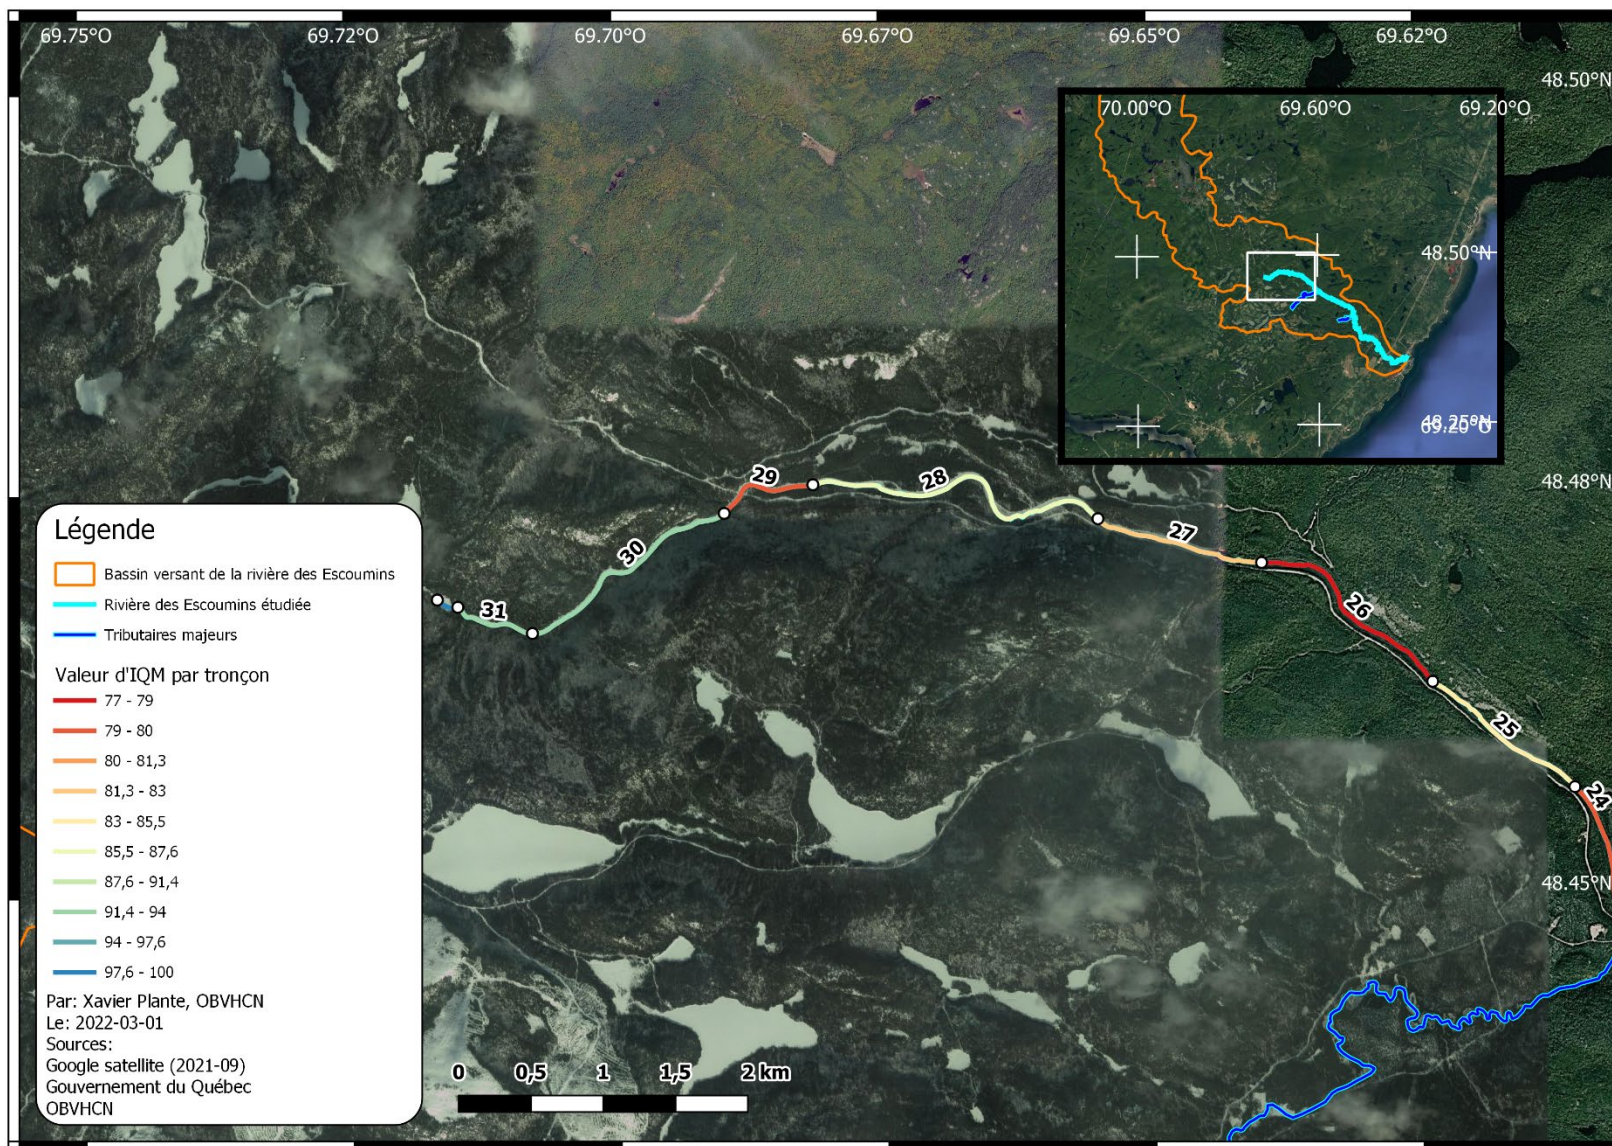 69.75°O
69.72°O
69.70°O
69.67°O
69.65°O
69.62°O
48.50°N
70.00°O
69.60°O
69.20°O
48.50°N
48.25°N
69.20°O
48.48°N
29
28
27
30
26
31
25
24
48.45°N
Légende
Bassin versant de la rivière des Escoumins
Rivière des Escoumins étudiée
Tributaires majeurs
Valeur d'IQM par tronçon
77 - 79
79 - 80
80 - 81,3
81,3 - 83
83 - 85,5
85,5 - 87,6
87,6 - 91,4
91,4 - 94
94 - 97,6
97,6 - 100
Par: Xavier Plante, OBVHCN
Le: 2022-03-01
Sources:
Google satellite (2021-09)
Gouvernement du Québec
OBVHCN
0 0,5 1 1,5 2 km